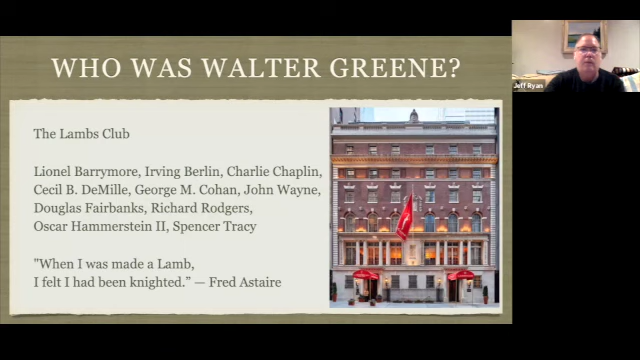 WHO WAS WALTER GREENE?
The Lambs Club
Lionel Barrymore, Irving Berlin, Charlie Chaplin,
Cecil B. DeMille, George M. Cohan, John Wayne,
Douglas Fairbanks, Richard Rodgers,
Oscar Hammerstein II, Spencer Tracy
"When I was made a Lamb,
I felt I had been knighted.” — Fred Astaire
Jeff Ryan